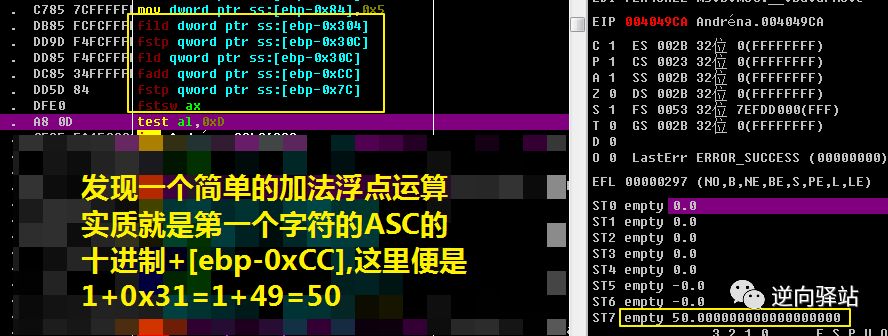 C785 7CFFFFFF mov dword ptr ss:[ebp-0x84],0x5
DB85 FCFCFFFF fild dword ptr ss:[ebp-0x304]
DD9D F4FCFFFF fstp qword ptr ss:[ebp-0x30C]
DD85 F4FCFFFF fld qword ptr ss:[ebp-0x30C]
DC85 34FFFFFF fadd qword ptr ss:[ebp-0xCC]
DD5D 84 fstp qword ptr ss:[ebp-0x7C]
DFE0 fstsw ax
A8 0D test al,0xD
发现一个简单的加法浮点运算
实质就是第一个字符的ASC的
十进制+[ebp-0xCC],这里便是
1+0x31=1+49=50
EIP 004049CA Andréna.004049CA
C 1 ES 002B 32位 0(FFFFFFFF)
P 1 CS 0023 32位 0(FFFFFFFF)
A 1 SS 002B 32位 0(FFFFFFFF)
Z 0 DS 002B 32位 0(FFFFFFFF)
S 1 FS 0053 32位 7EFDD000(FFF)
T 0 GS 002B 32位 0(FFFFFFFF)
D 0
O 0 LastErr ERROR_SUCCESS (00000000)
EFL 00000297 (NO,B,NE,BE,S,PE,L,LE)
ST0 empty 0.0
ST1 empty 0.0
ST2 empty 0.0
ST3 empty 0.0
ST4 empty 0.0
ST5 empty -0.0
ST6 empty -0.0
ST7 empty 50.000000000000000000
3 2 1 0 E S P U O
逆向驿站